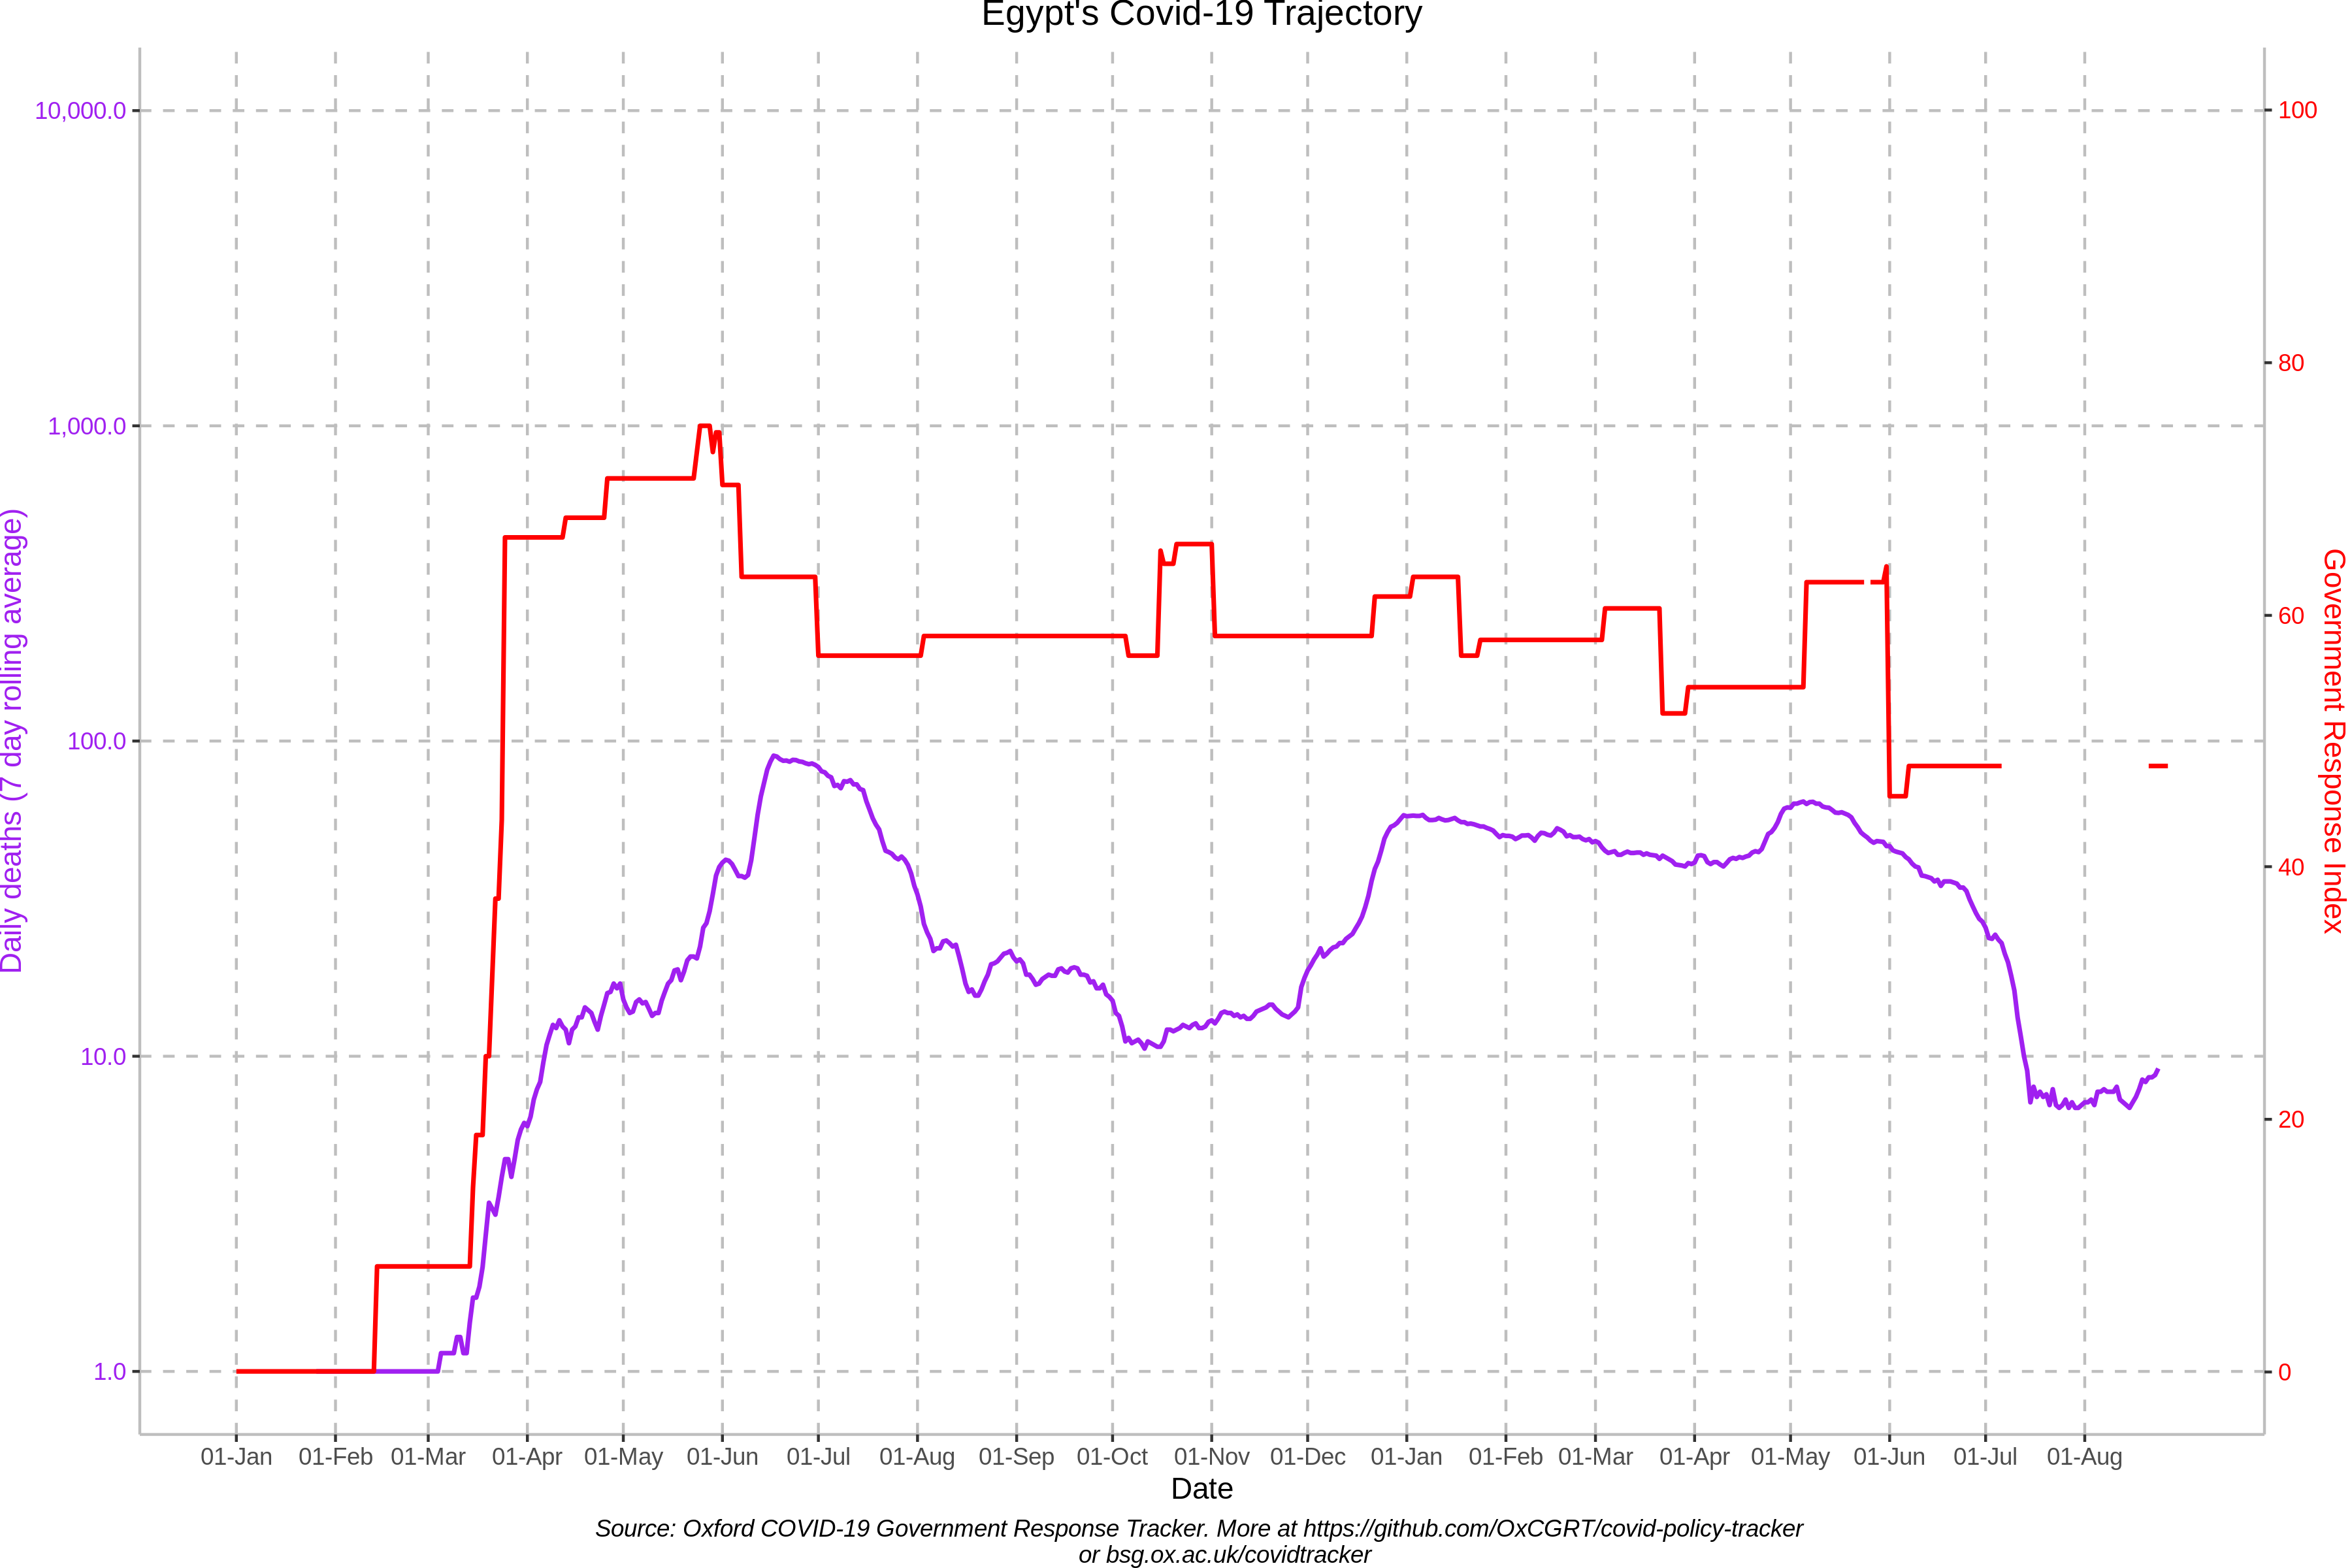 Egypt's Covid-19 Trajectory
10,000.0
1,000.0
100.0
10.0
1.0
Daily deaths (7 day rolling average)
100
80
60
40
20
0
Government Response Index
01-Jan 01-Feb 01-Mar 01-Apr 01-May 01-Jun 01-Jul 01-Aug 01-Sep 01-Oct 01-Nov 01-Dec 01-Jan 01-Feb 01-Mar 01-Apr 01-May 01-Jun 01-Jul 01-Aug
Date
Source: Oxford COVID-19 Government Response Tracker. More at https://github.com/OxCGRT/covid-policy-tracker
or bsg.ox.ac.uk/covidtracker